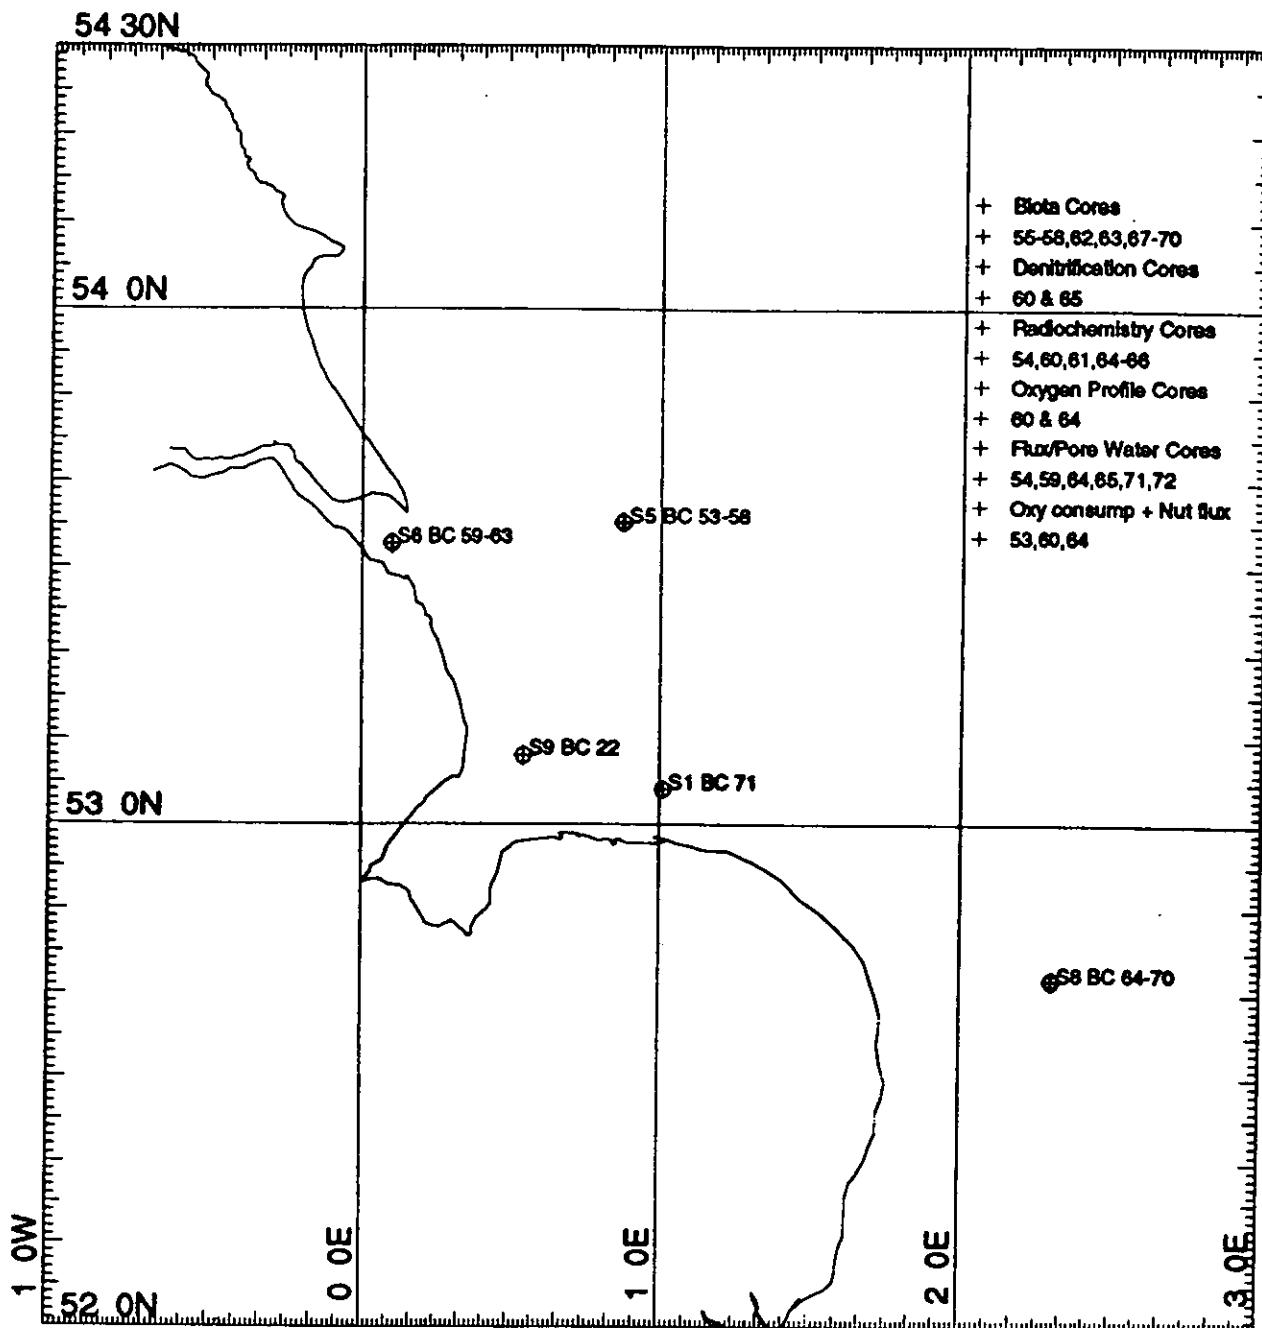 54 30N
+ Biota Cores
+ 55-58,62,63,67-70
+ Denitrification Cores
54 0N
+ 60 & 65
+ Radiochemistry Cores
+ 54,60,61,64-66
+ Oxygen Profile Cores
+ 60 & 64
+ Flux/Pore Water Cores
+ 54,59,64,65,71,72
+ Oxy consump + Nut flux
+ 53,60,64
S5 BC 53-58
S6 BC 59-63
S9 BC 22
S1 BC 71
53 0N
S8 BC 64-70
1 0W
0 0E
1 0E
2 0E
3 0E
52 0N